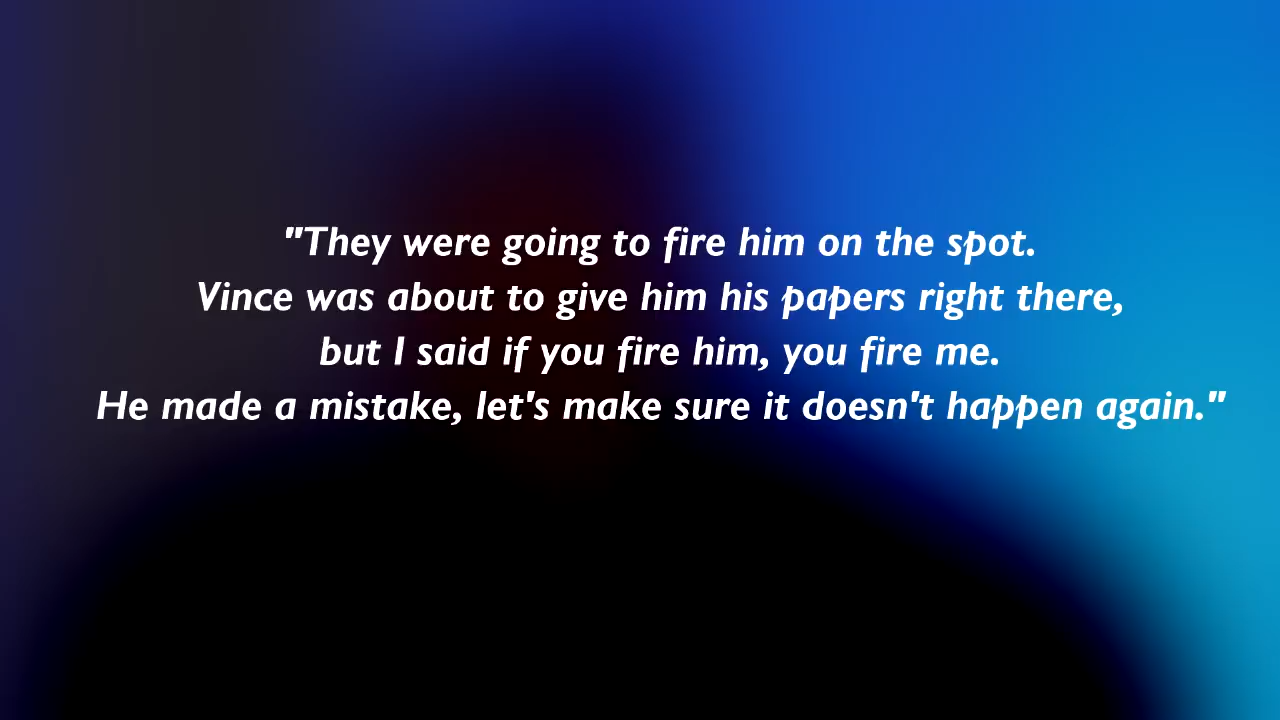 "They were going to fire him on the spot.
Vince was about to give him his papers right there,
but I said if you fire him, you fire me.
He made a mistake, let's make sure it doesn't happen again."